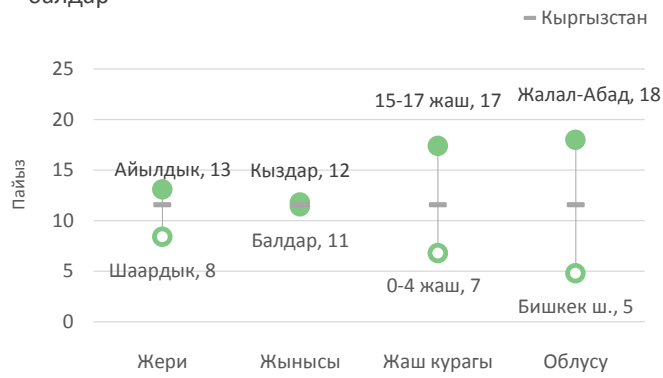 балдар
Кыргызстан
25
20
15
10
5
0
Пайыз
Айылдык, 13
Шаардык, 8
Кыздар, 12
Балдар, 11
15-17 жаш, 17
0-4 жаш, 7
Жалал-Абад, 18
Бишкек ш., 5
Жери
Жынысы
Жаш курагы
Облусу